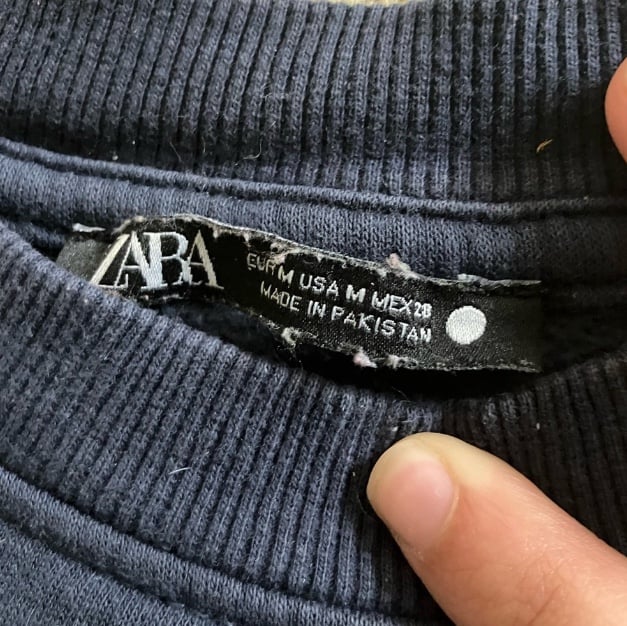 ZARA
EUR M USA M MEX 28
MADE IN PAKISTAN